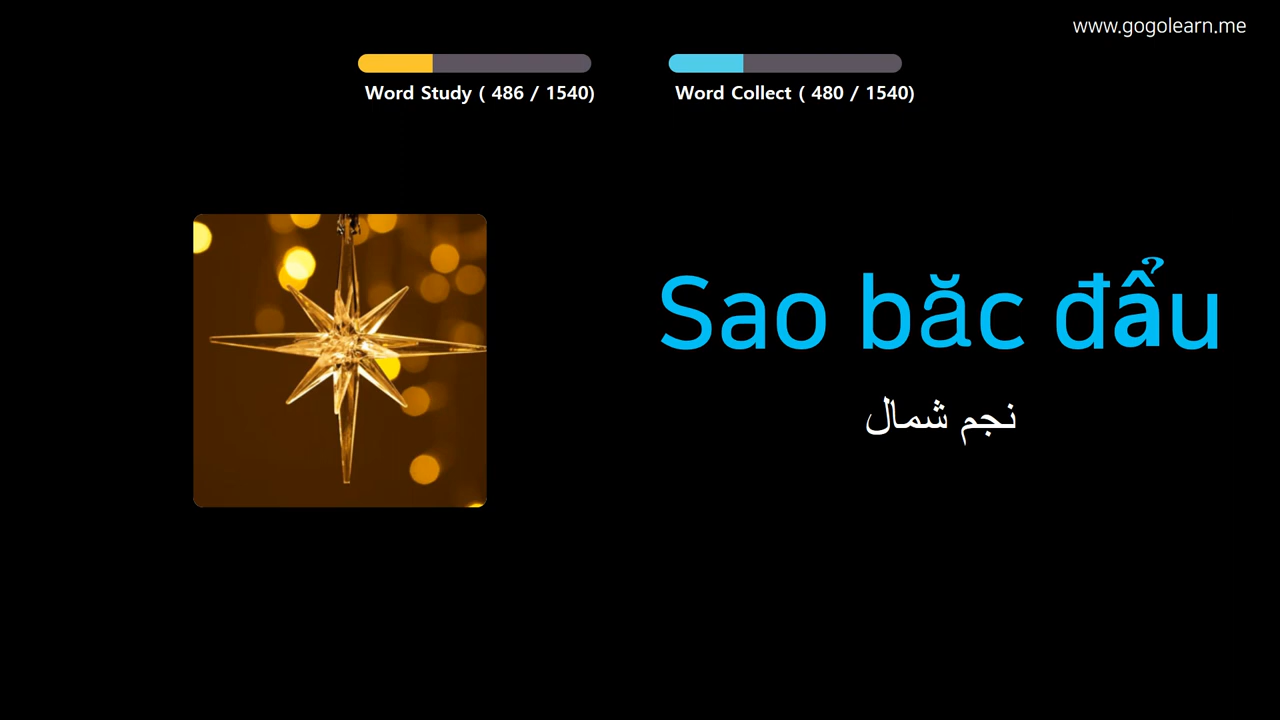 www.gogolearn.me
Word Study ( 486 / 1540)
Word Collect ( 480 / 1540)
Sao băc đẩu
نجم شمال